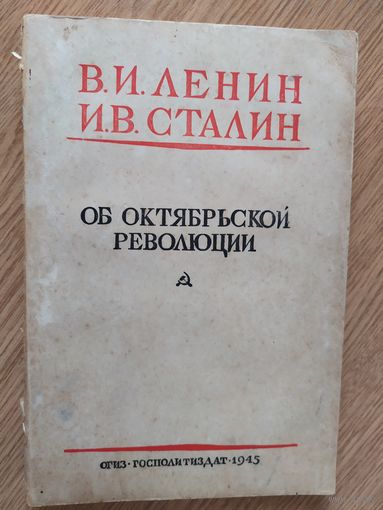 В. И. ЛЕНИН
И. В. СТАЛИН
ОБ ОКТЯБРЬСКОЙ
РЕВОЛЮЦИИ
ОГИЗ · ГОСПОЛИТИЗДАТ · 1945